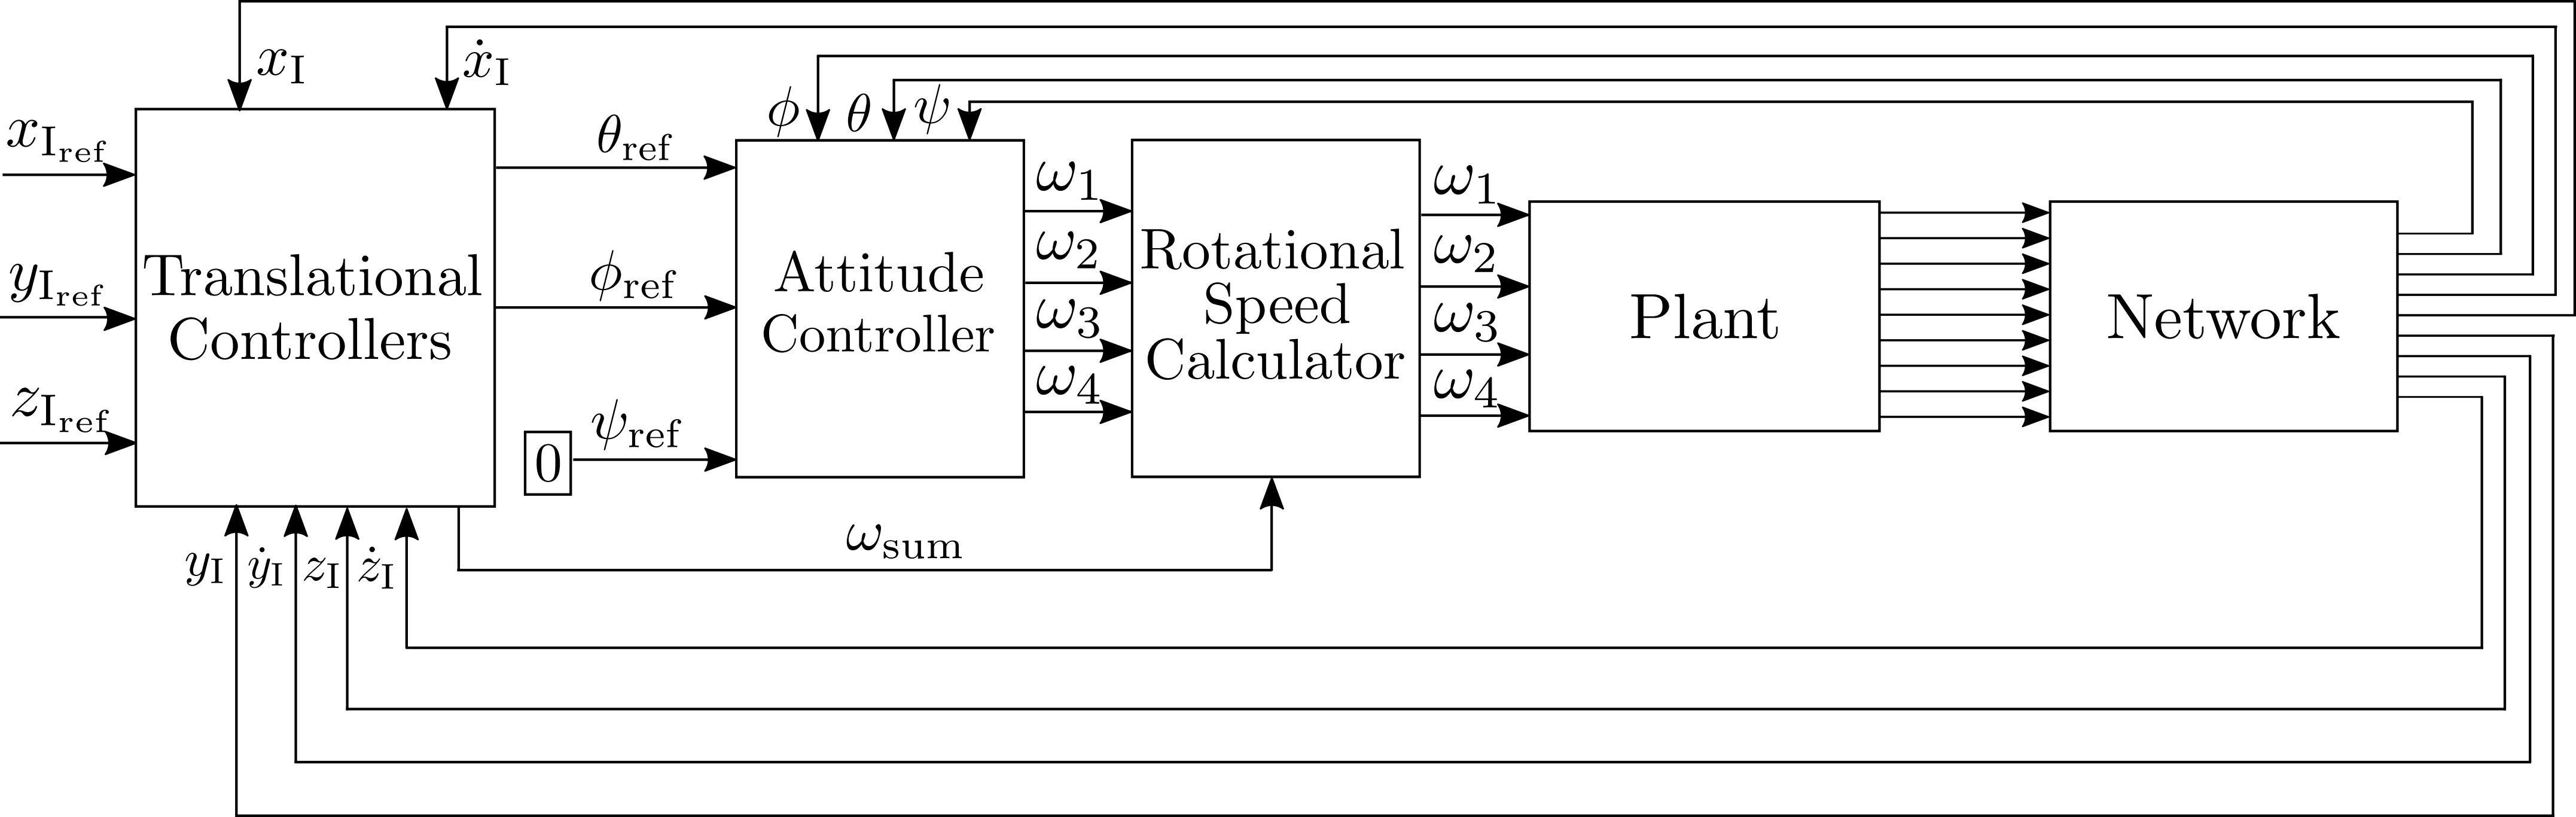 x_I
ẋ_I
ϕ
θ
ψ
x_I_ref
y_I_ref
z_I_ref
Translational
Controllers
θ_ref
ϕ_ref
0
ψ_ref
Attitude
Controller
ω_1
ω_2
ω_3
ω_4
Rotational
Speed
Calculator
ω_1
ω_2
ω_3
ω_4
Plant
Network
y_I
ẏ_I
z_I
ż_I
ω_sum